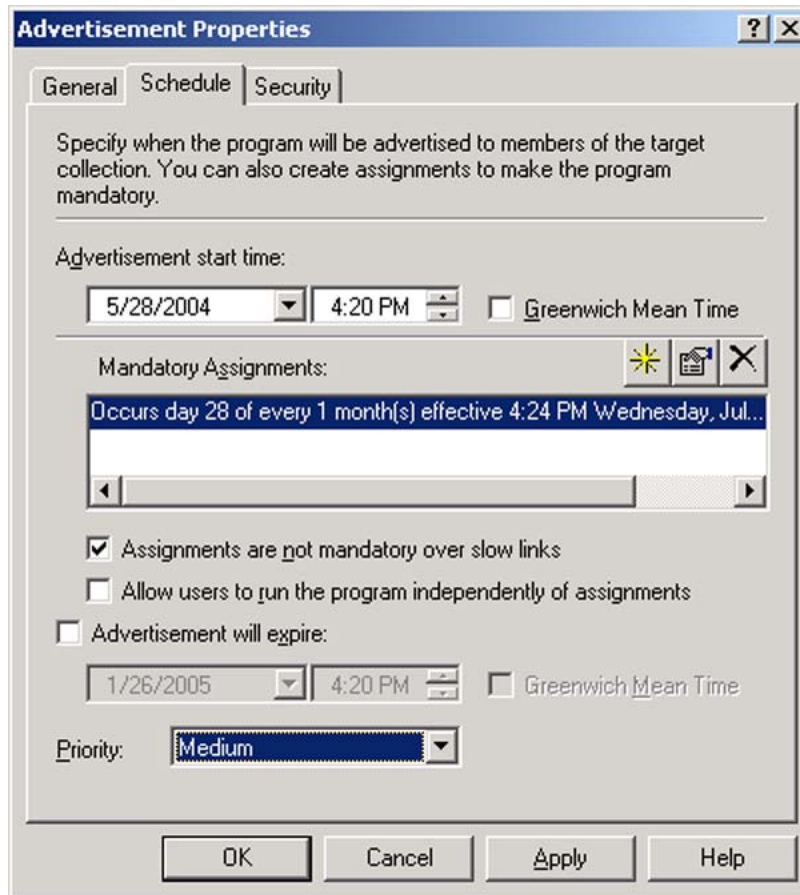 Advertisement Properties
General Schedule Security
Specify when the program will be advertised to members of the target
collection. You can also create assignments to make the program
mandatory.
Advertisement start time:
5/28/2004 4:20 PM Greenwich Mean Time
Mandatory Assignments:
Occurs day 28 of every 1 month(s) effective 4:24 PM Wednesday, Jul...
Assignments are not mandatory over slow links
Allow users to run the program independently of assignments
Advertisement will expire:
1/26/2005 4:20 PM Greenwich Mean Time
Priority: Medium
OK Cancel Apply Help